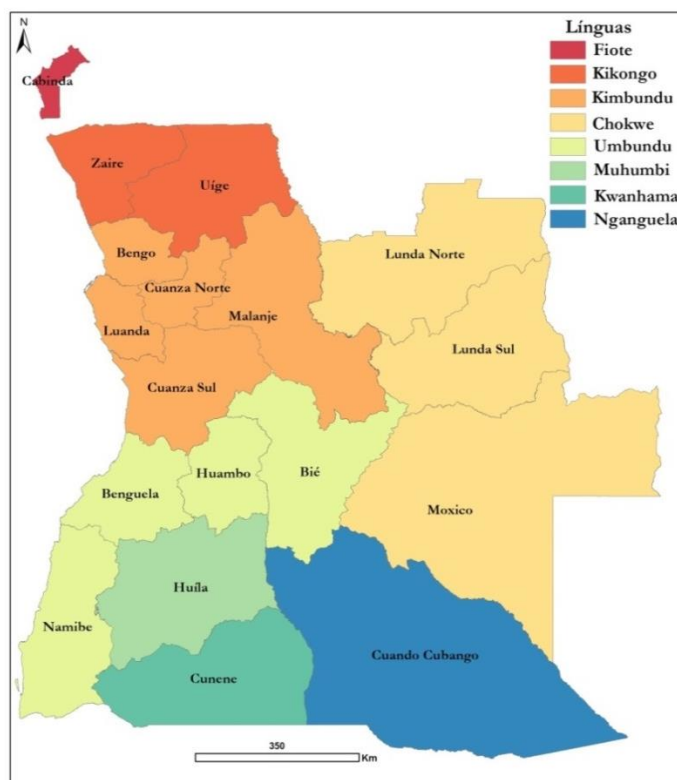 N
Línguas
Fiote
Kikongo
Kimbundu
Chokwe
Umbundu
Muhumbi
Kwanhama
Nganguela
Cabinda
Zaire
Uíge
Bengo
Lunda Norte
Cuanza Norte
Malanje
Luanda
Lunda Sul
Cuanza Sul
Huambo
Bié
Benguela
Moxico
Huíla
Namibe
Cuando Cubango
Cunene
350
Km